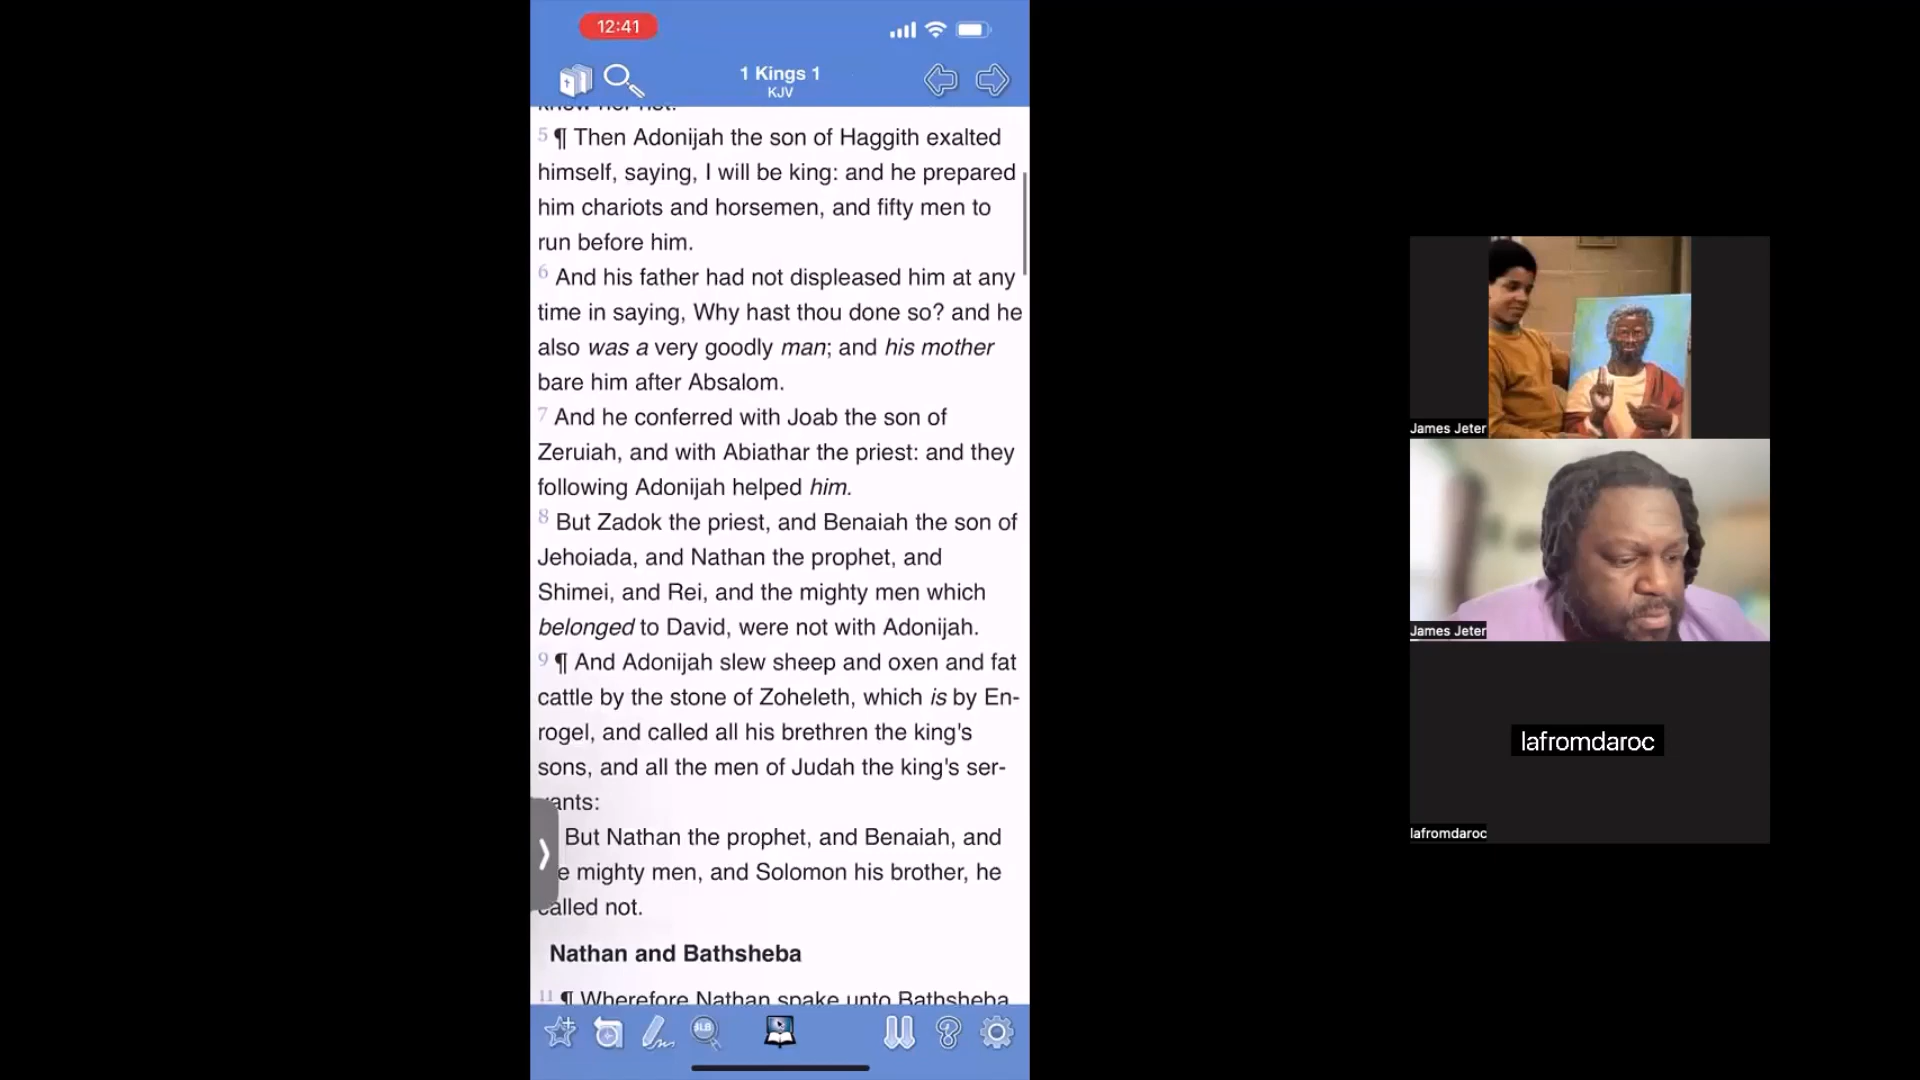 12:41
1 Kings 1
KJV
knew her not.
5 ¶ Then Adonijah the son of Haggith exalted
himself, saying, I will be king: and he prepared
him chariots and horsemen, and fifty men to
run before him.
6 And his father had not displeased him at any
time in saying, Why hast thou done so? and he
also was a very goodly man; and his mother
bare him after Absalom.
7 And he conferred with Joab the son of
Zeruiah, and with Abiathar the priest: and they
following Adonijah helped him.
8 But Zadok the priest, and Benaiah the son of
Jehoiada, and Nathan the prophet, and
Shimei, and Rei, and the mighty men which
belonged to David, were not with Adonijah.
9 ¶ And Adonijah slew sheep and oxen and fat
cattle by the stone of Zoheleth, which is by En-
rogel, and called all his brethren the king's
sons, and all the men of Judah the king's ser-
vants:
But Nathan the prophet, and Benaiah, and
e mighty men, and Solomon his brother, he
called not.
Nathan and Bathsheba
11 ¶ Wherefore Nathan spake unto Bathsheba
BLB
James Jeter
James Jeter
lafromdaroc
lafromdaroc